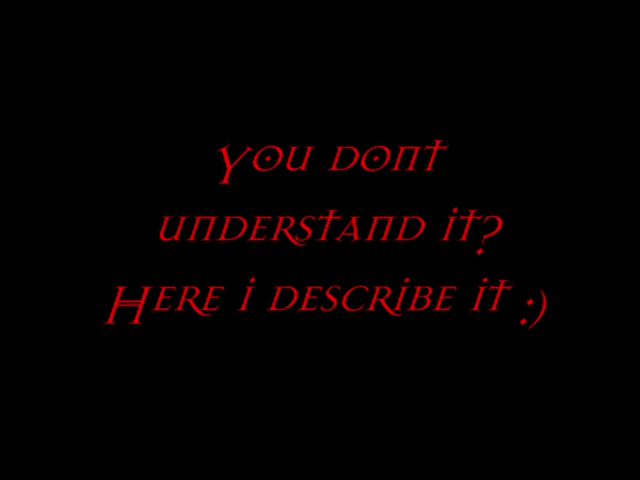 You dont
understand it?
Here i describe it :)